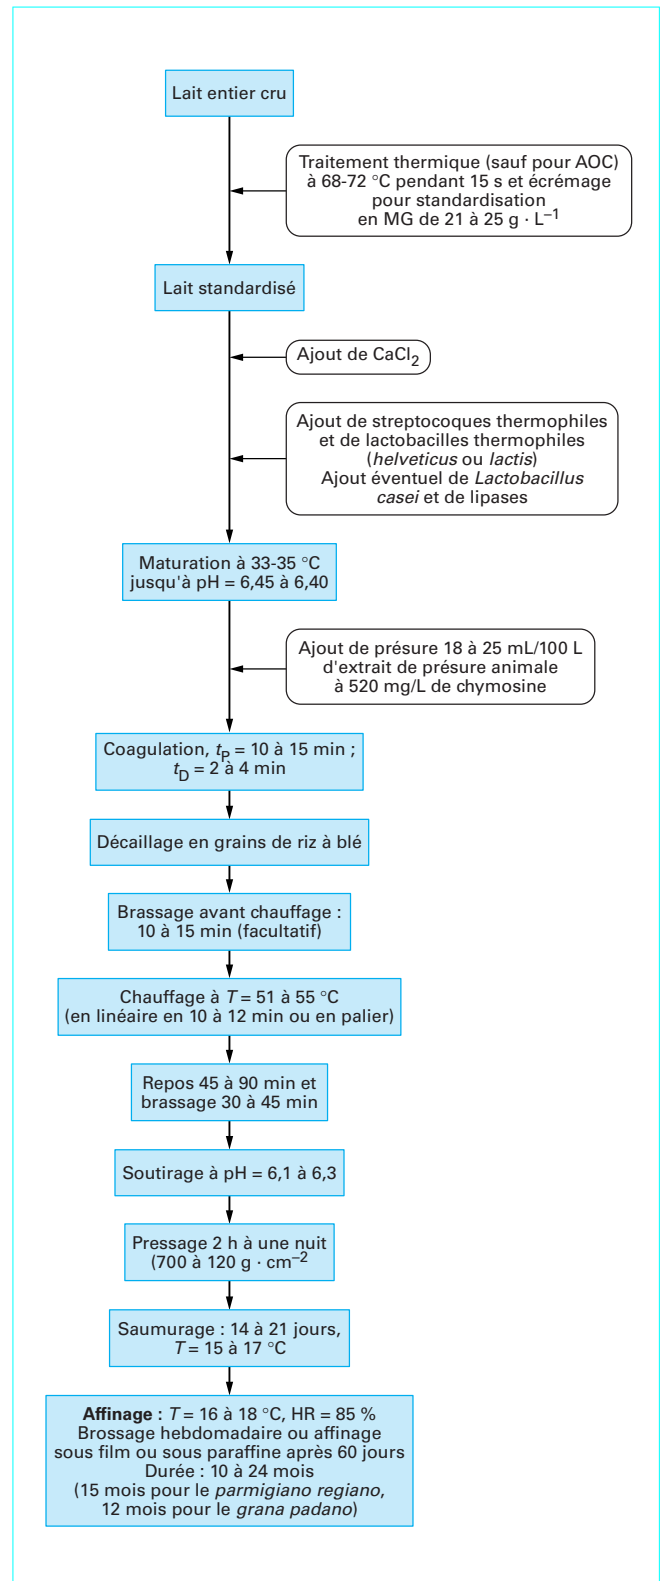 Lait entier cru
Traitement thermique (sauf pour AOC)
à 68-72 °C pendant 15 s et écrémage
pour standardisation
en MG de 21 à 25 g · L⁻¹
Lait standardisé
Ajout de CaCl₂
Ajout de streptocoques thermophiles
et de lactobacilles thermophiles
(helveticus ou lactis)
Ajout éventuel de Lactobacillus
casei et de lipases
Maturation à 33-35 °C
jusqu'à pH = 6,45 à 6,40
Ajout de présure 18 à 25 mL/100 L
d'extrait de présure animale
à 520 mg/L de chymosine
Coagulation, tP = 10 à 15 min ;
tD = 2 à 4 min
Décaillage en grains de riz à blé
Brassage avant chauffage :
10 à 15 min (facultatif)
Chauffage à T = 51 à 55 °C
(en linéaire en 10 à 12 min ou en palier)
Repos 45 à 90 min et
brassage 30 à 45 min
Soutirage à pH = 6,1 à 6,3
Pressage 2 h à une nuit
(700 à 120 g · cm⁻²
Saumurage : 14 à 21 jours,
T = 15 à 17 °C
Affinage : T = 16 à 18 °C, HR = 85 %
Brossage hebdomadaire ou affinage
sous film ou sous paraffine après 60 jours
Durée : 10 à 24 mois
(15 mois pour le parmigiano regiano,
12 mois pour le grana padano)